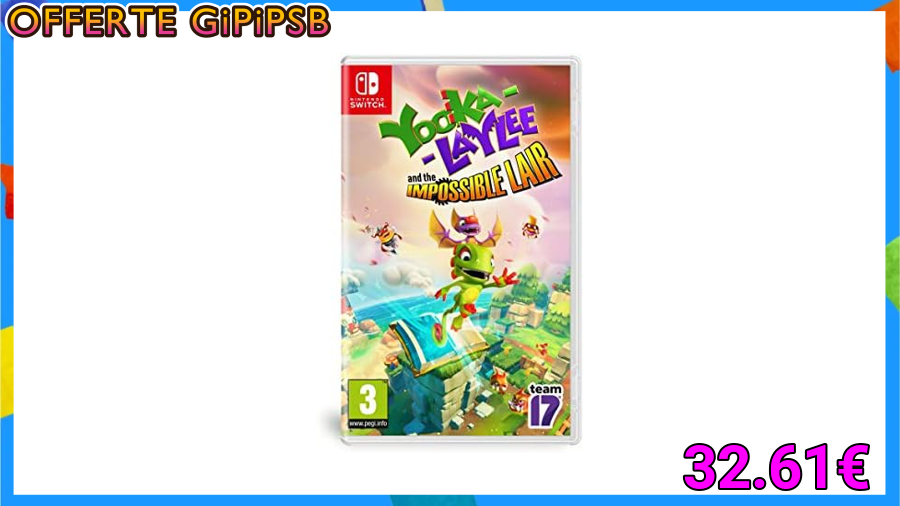 OFFERTE GiPiPSB
NINTENDO
SWITCH.
YOOKA-
-LAYLEE
and the
IMPOSSIBLE LAIR
3
www.pegi.info
team
17
32.61€